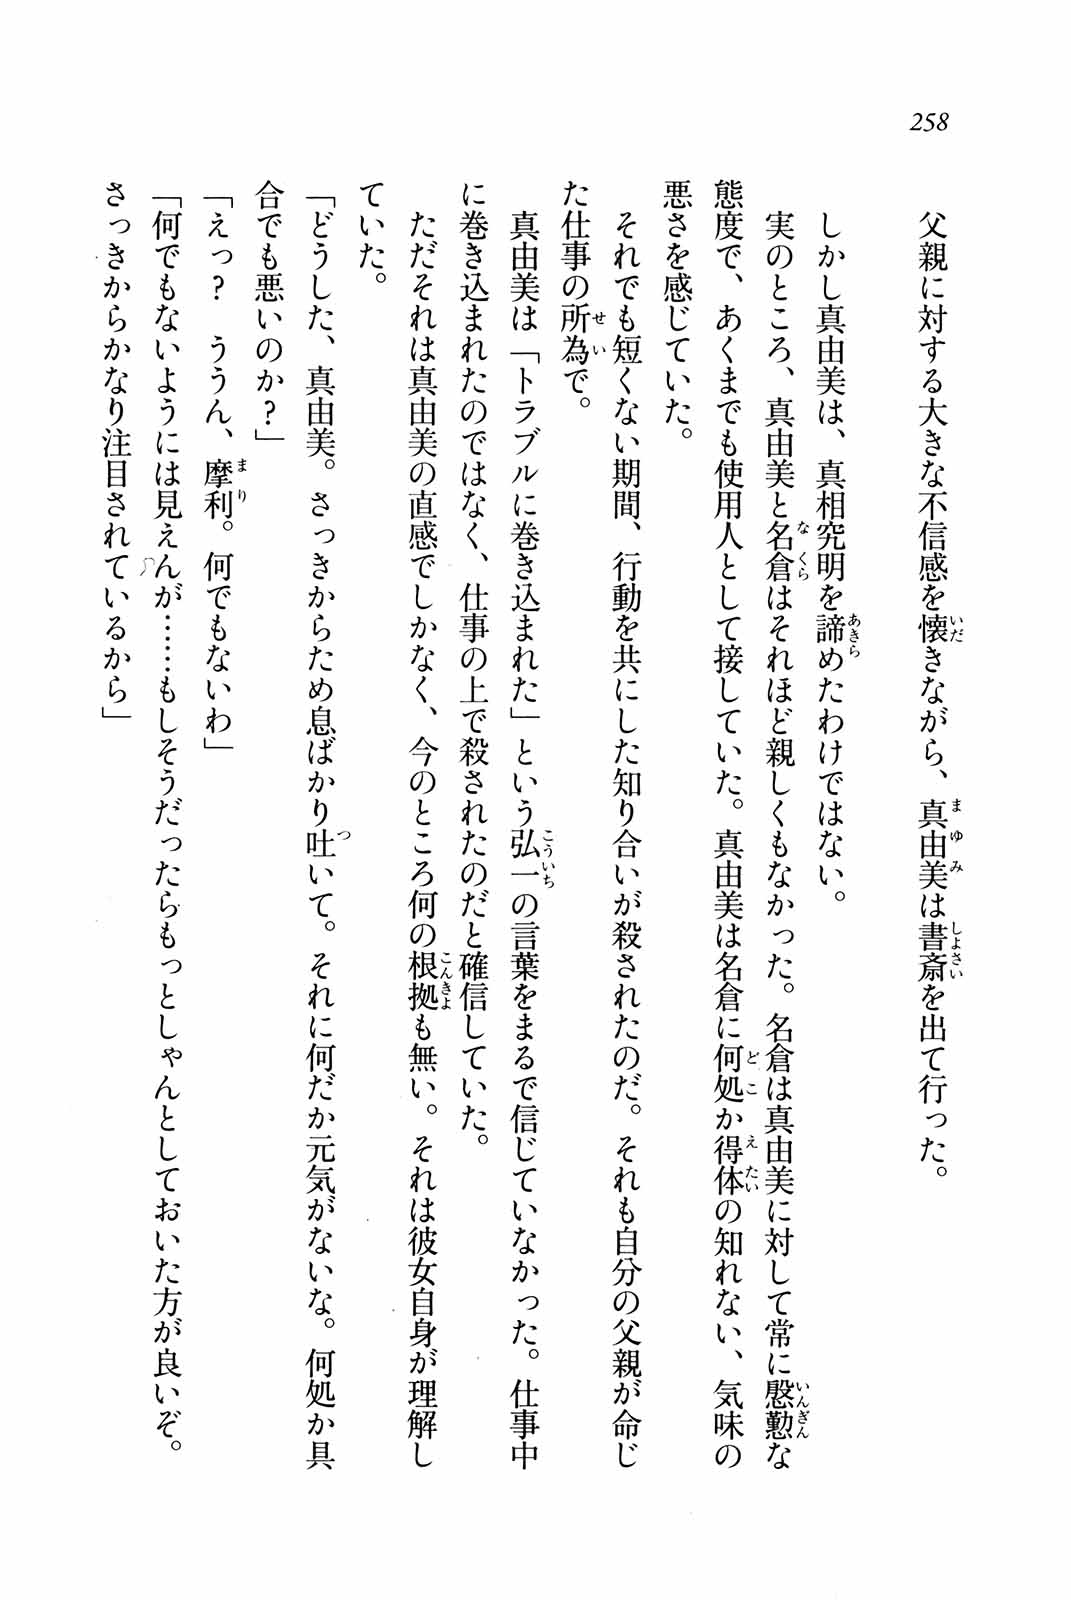 258
父親に対する大きな不信感を懐きながら、真由美は書斎を出て行った。
しかし真由美は、真相究明を諦めたわけではない。
実のところ、真由美と名倉はそれほど親しくもなかった。名倉は真由美に対して常に慇懃な
態度で、あくまでも使用人として接していた。真由美は名倉に何処か得体の知れない、気味の
悪さを感じていた。
それでも短くない期間、行動を共にした知り合いが殺されたのだ。それも自分の父親が命じ
た仕事の所為で。
真由美は「トラブルに巻き込まれた」という弘一の言葉をまるで信じていなかった。仕事中
に巻き込まれたのではなく、仕事の上で殺されたのだと確信していた。
ただそれは真由美の直感でしかなく、今のところ何の根拠も無い。それは彼女自身が理解し
ていた。
「どうした、真由美。さっきからため息ばかり吐いて。それに何だか元気がないな。何処か具
合でも悪いのか？」
「えっ？　ううん、摩利。何でもないわ」
「何でもないようには見えんが……もしそうだったらもっとしゃんとしておいた方が良いぞ。
さっきからかなり注目されているから」